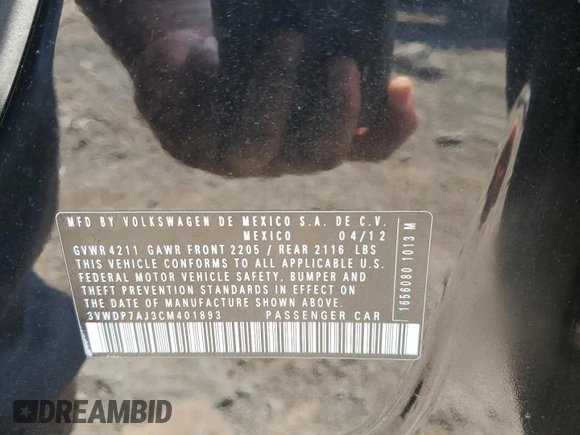 MFD BY VOLKSWAGEN DE MEXICO S.A. DE C.V.
MEXICO 04/12
GVWR 4211 GAWR FRONT 2205 / REAR 2116 LBS
THIS VEHICLE CONFORMS TO ALL APPLICABLE U.S.
FEDERAL MOTOR VEHICLE SAFETY, BUMPER AND
THEFT PREVENTION STANDARDS IN EFFECT ON THE
DATE OF MANUFACTURE SHOWN ABOVE.
3VWDP7AJ3CM401893 PASSENGER CAR
1656080 1013 M
DREAMBID